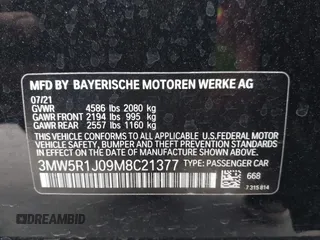 MFD BY BAYERISCHE MOTOREN WERKE AG
07/21
GVWR 4586 lbs 2080 kg
GAWR FRONT 2194 lbs 995 kg
GAWR REAR 2557 lbs 1160 kg
THIS VEHICLE CONFORMS TO ALL APPLICABLE U.S.FEDERAL MOTOR
VEHICLE SAFETY, BUMPER, AND THEFT PREVENTION STANDARDS
IN EFFECT ON THE DATE OF MANUFACTURE SHOWN ABOVE.
3MW5R1J09M8C21377 TYPE: PASSENGER CAR
668
7 315 814
DREAMBID